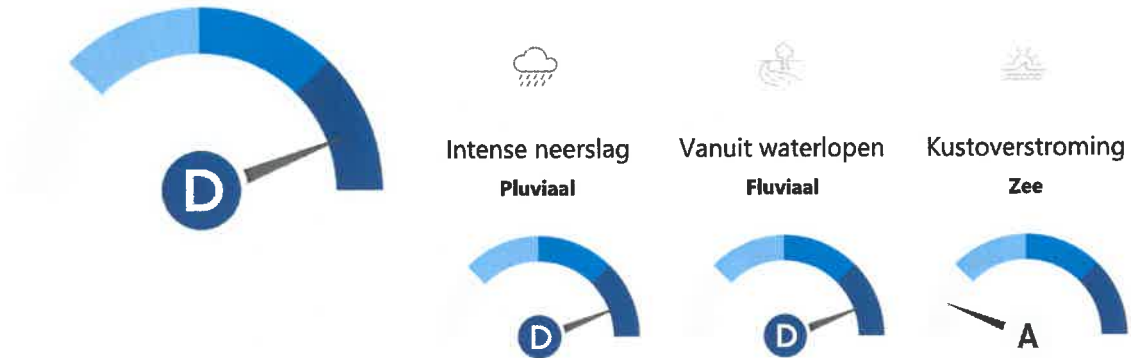 D
Intense neerslag
Pluviaal
D
Vanuit waterlopen
Fluviaal
D
Kustoverstroming
Zee
A